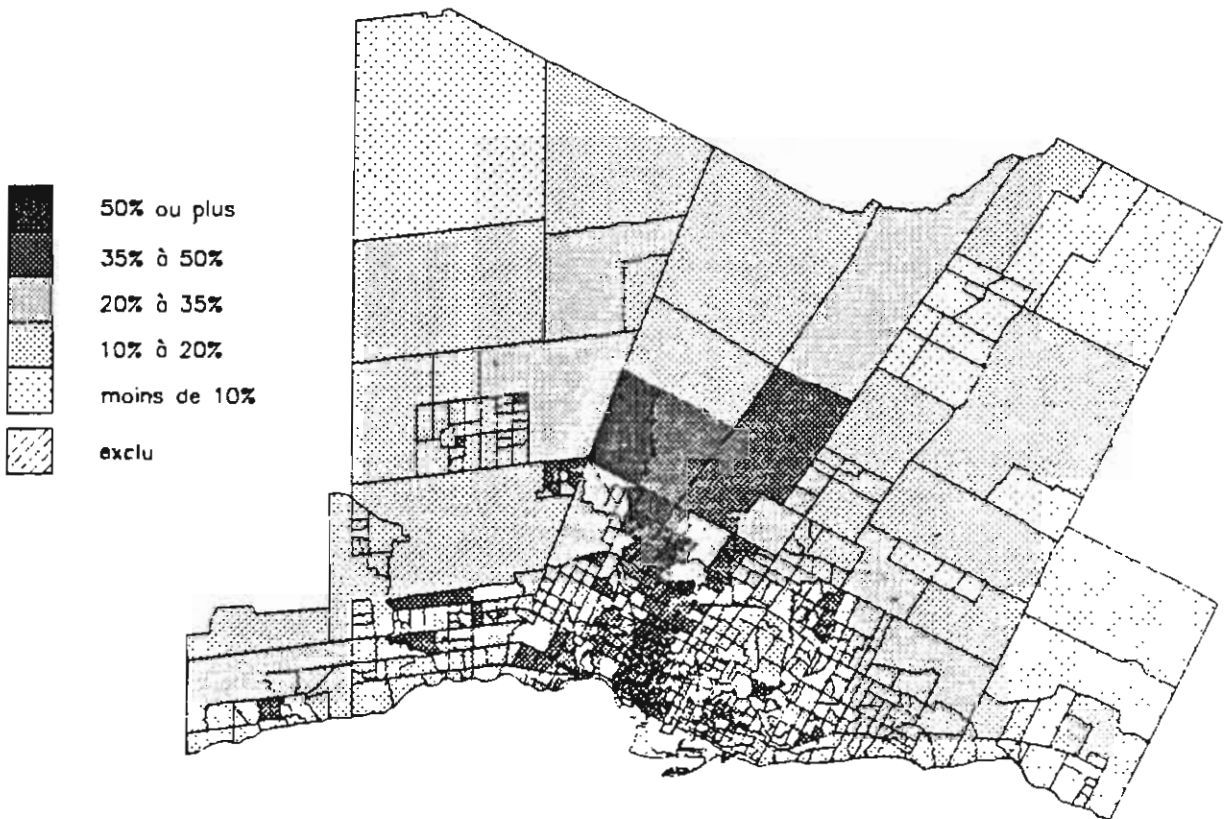 50% ou plus
35% à 50%
20% à 35%
10% à 20%
moins de 10%
exclu